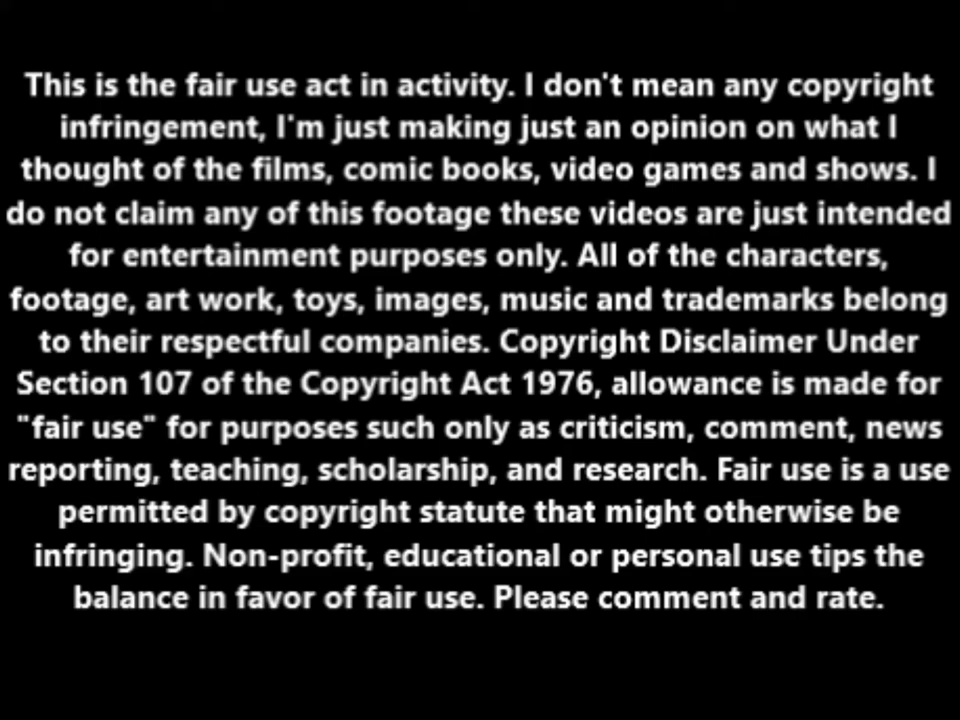 This is the fair use act in activity. I don't mean any copyright
infringement, I'm just making just an opinion on what I
thought of the films, comic books, video games and shows. I
do not claim any of this footage these videos are just intended
for entertainment purposes only. All of the characters,
footage, art work, toys, images, music and trademarks belong
to their respectful companies. Copyright Disclaimer Under
Section 107 of the Copyright Act 1976, allowance is made for
"fair use" for purposes such only as criticism, comment, news
reporting, teaching, scholarship, and research. Fair use is a use
permitted by copyright statute that might otherwise be
infringing. Non-profit, educational or personal use tips the
balance in favor of fair use. Please comment and rate.